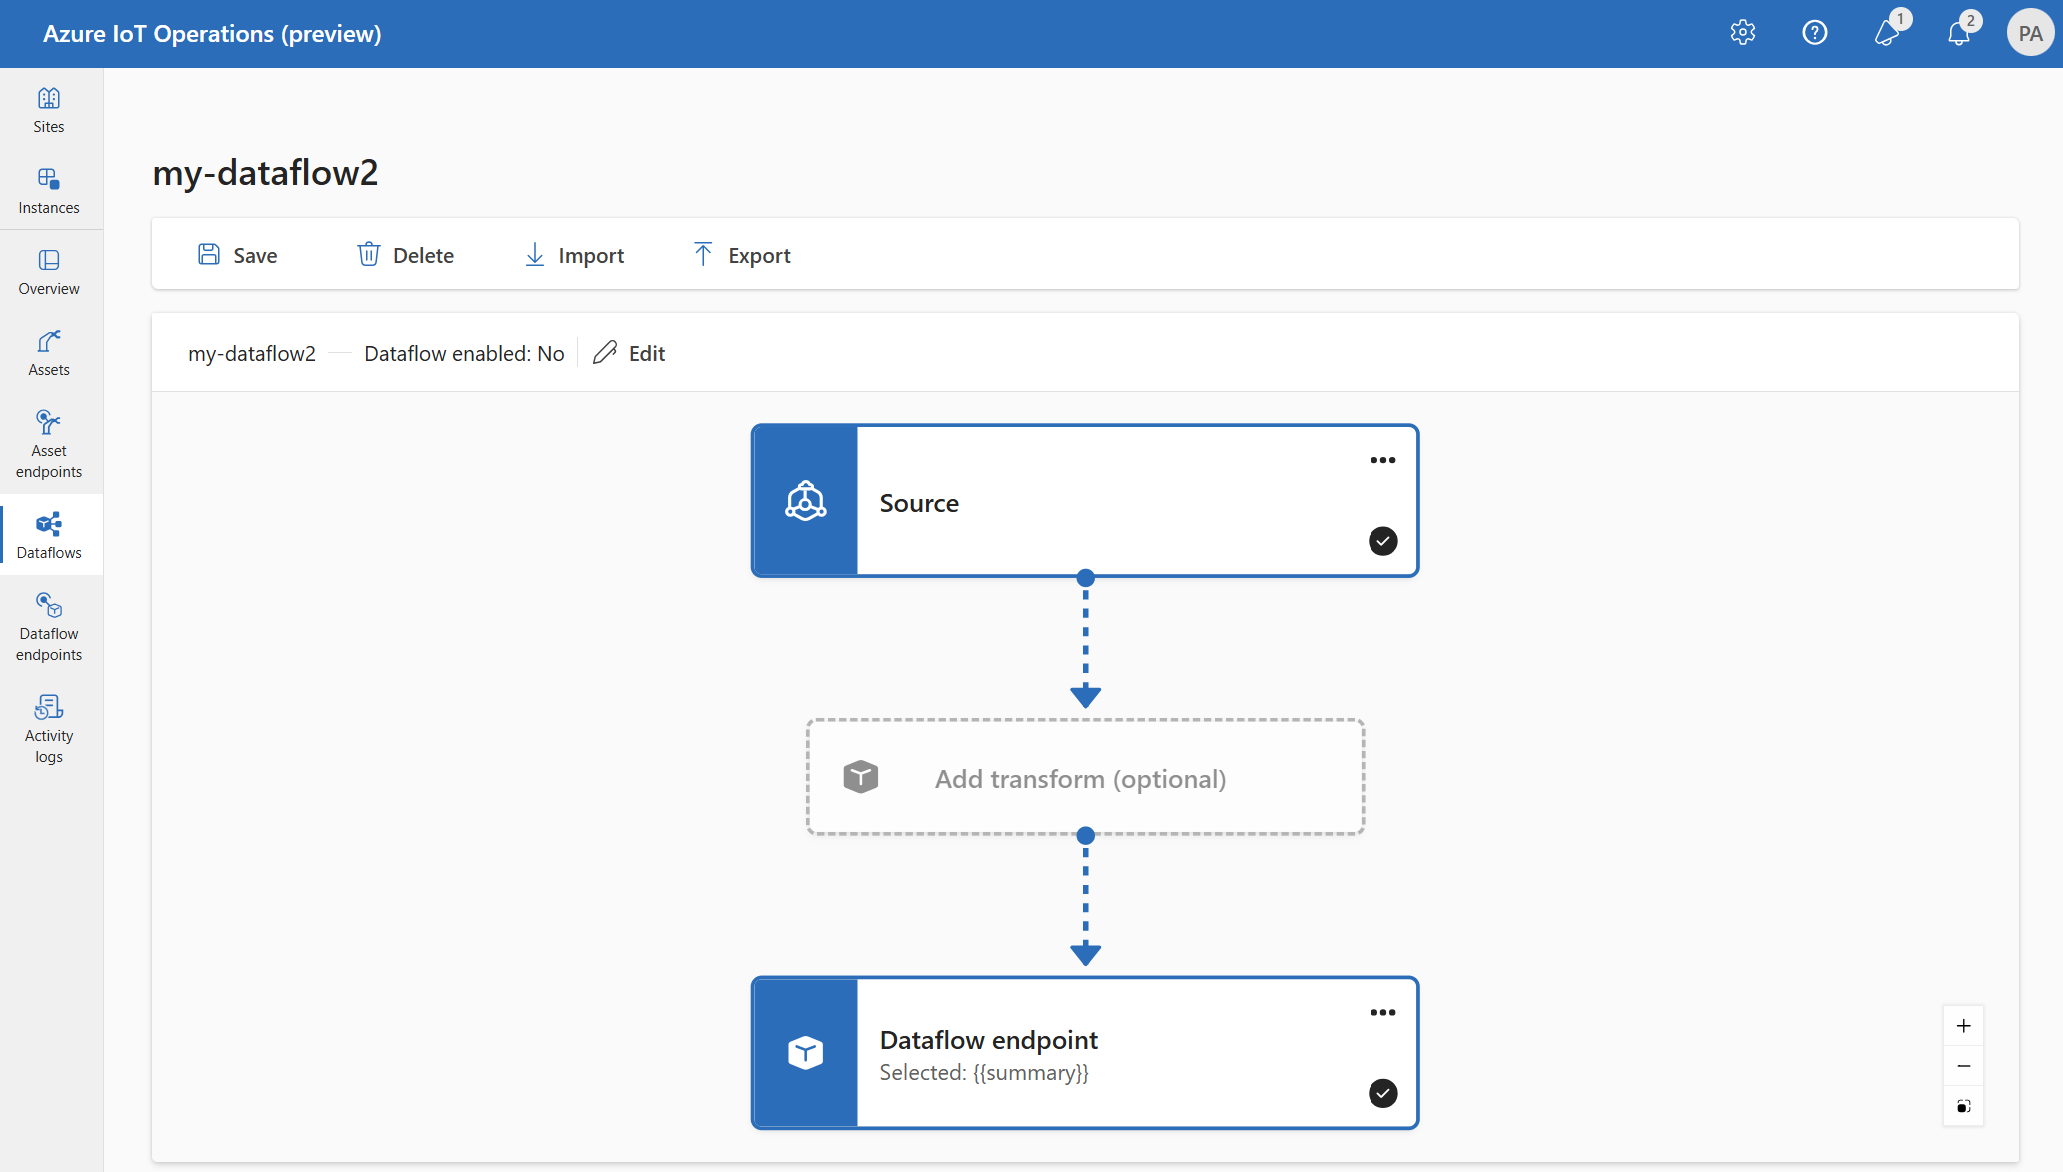 Azure IoT Operations (preview)
1
2
PA
Sites
Instances
Overview
Assets
Asset
endpoints
Dataflows
Dataflow
endpoints
Activity
logs
my-dataflow2
Save
Delete
Import
Export
my-dataflow2
Dataflow enabled: No
Edit
Source
Add transform (optional)
Dataflow endpoint
Selected: {{summary}}